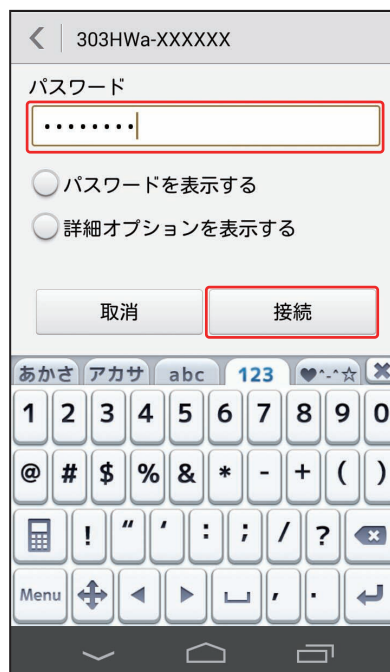 303HWa-XXXXXX
パスワード
••••••••
パスワードを表示する
詳細オプションを表示する
取消 接続
あかさ アカサ abc 123 ♥^-^☆ ×
1 2 3 4 5 6 7 8 9 0
@ # $ % & * - + ( )
! " ' : ; / ?
Menu , .